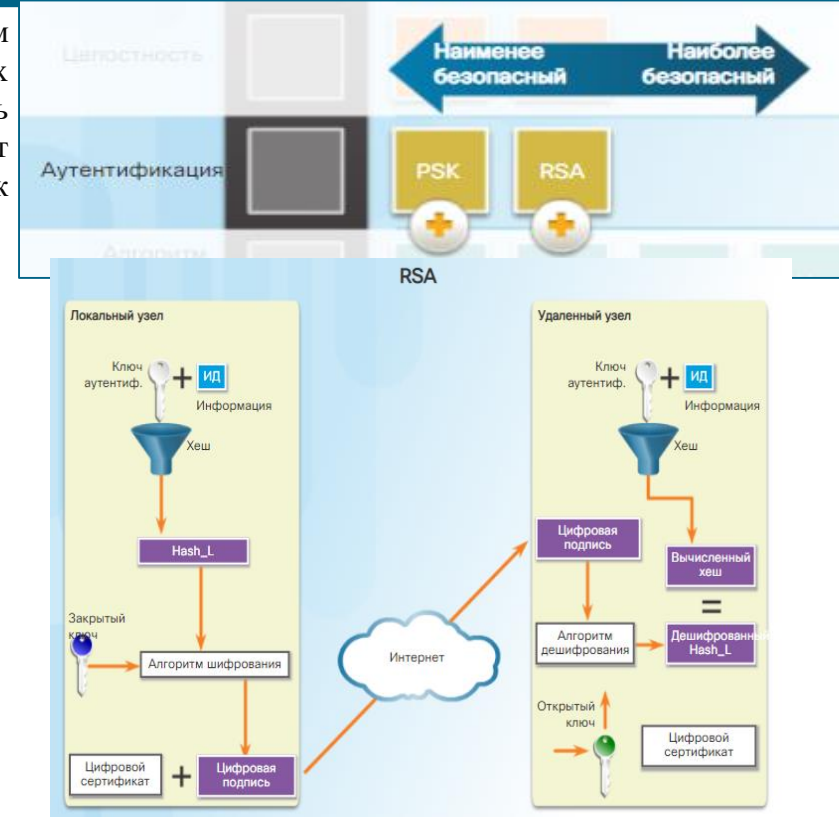 м
х
ь
т
к
Целостность
Наименее
безопасный
Наиболее
безопасный
Аутентификация
PSK
RSA
Алгоритм
RSA
Локальный узел
Ключ
аутентиф.
ИД
Информация
Хеш
Hash_L
Закрытый
ключ
Алгоритм шифрования
Цифровой
сертификат
Цифровая
подпись
Интернет
Удаленный узел
Ключ
аутентиф.
ИД
Информация
Хеш
Цифровая
подпись
Вычисленный
хеш
Алгоритм
дешифрования
Дешифрованный
Hash_L
Открытый
ключ
Цифровой
сертификат